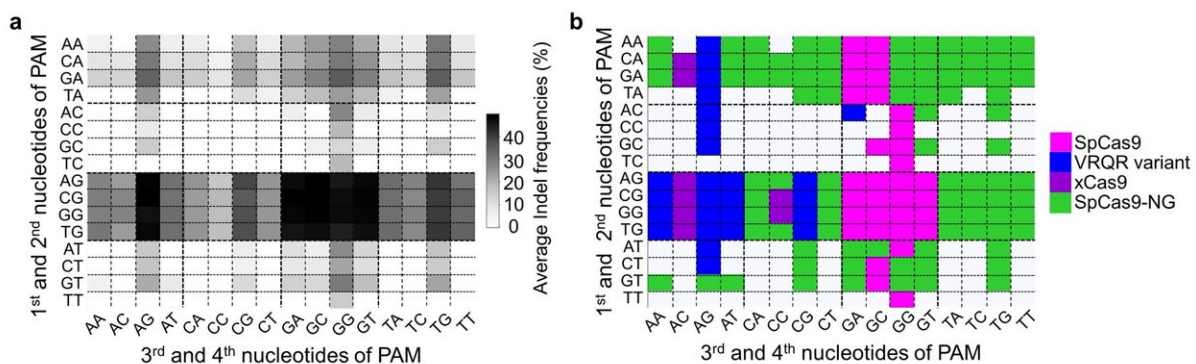 a
1st and 2nd nucleotides of PAM
AA
CA
GA
TA
AC
CC
GC
TC
AG
CG
GG
TG
AT
CT
GT
TT
AA AC AG AT CA CC CG CT GA GC GG GT TA TC TG TT
3rd and 4th nucleotides of PAM
40
30
20
10
0
Average Indel frequencies (%)
b
1st and 2nd nucleotides of PAM
AA
CA
GA
TA
AC
CC
GC
TC
AG
CG
GG
TG
AT
CT
GT
TT
AA AC AG AT CA CC CG CT GA GC GG GT TA TC TG TT
3rd and 4th nucleotides of PAM
SpCas9
VRQR variant
xCas9
SpCas9-NG